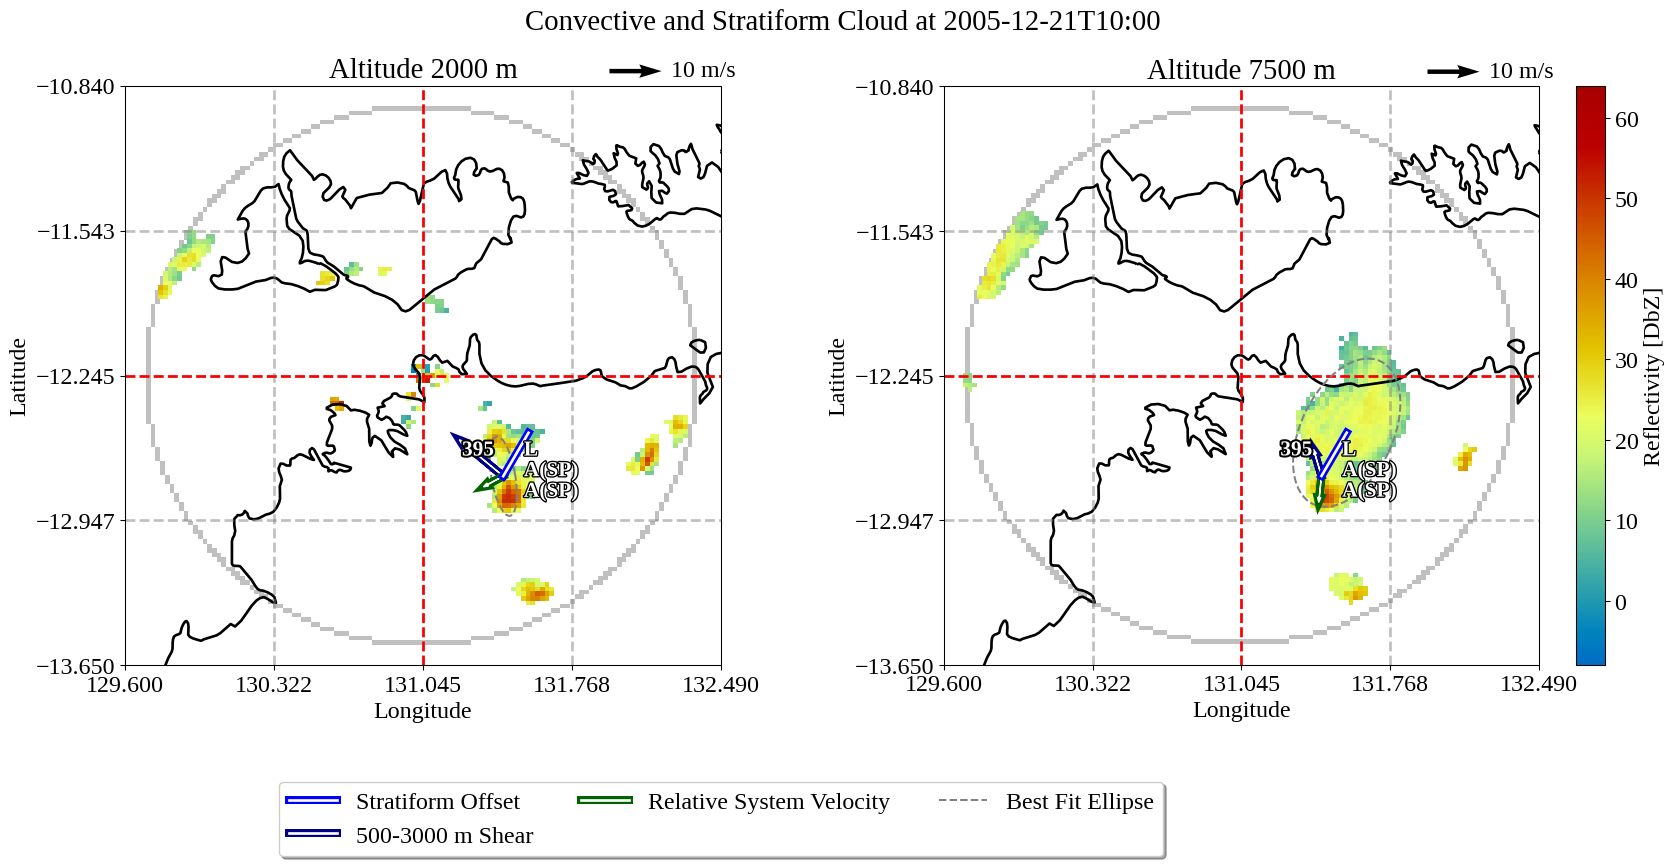 Convective and Stratiform Cloud at 2005-12-21T10:00
Altitude 2000 m
10 m/s
Altitude 7500 m
10 m/s
−10.840
−11.543
−12.245
−12.947
−13.650
Latitude
395
L
A(SP)
A(SP)
129.600
130.322
131.045
131.768
132.490
Longitude
−10.840
−11.543
−12.245
−12.947
−13.650
Latitude
395
L
A(SP)
A(SP)
129.600
130.322
131.045
131.768
132.490
Longitude
60
50
40
30
20
10
0
Reflectivity [DbZ]
Stratiform Offset
Relative System Velocity
Best Fit Ellipse
500-3000 m Shear